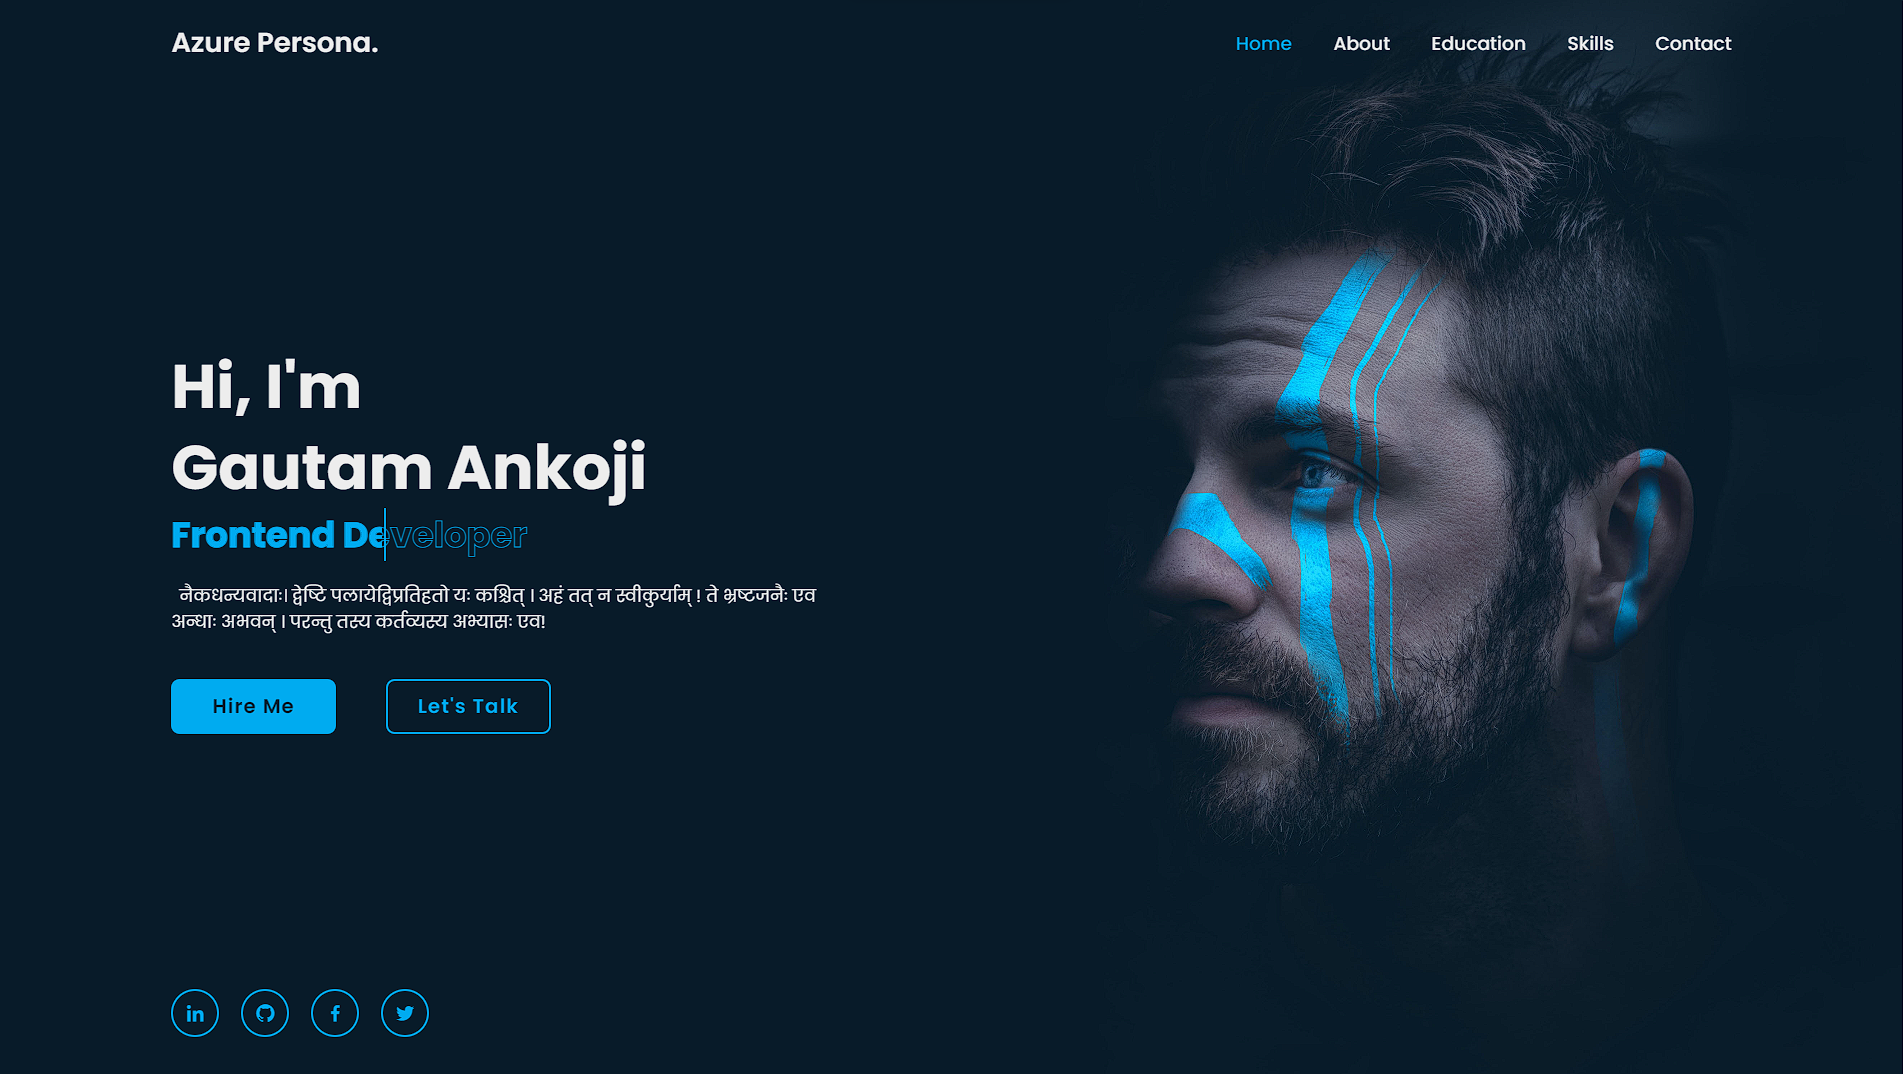 Azure Persona.
Home About Education Skills Contact
Hi, I'm
Gautam Ankoji
Frontend Developer
नैकधन्यवादाः। द्वेष्टि पलायेद्विप्रतिहतो यः कश्चित् । अहं तत् न स्वीकुर्याम् ! ते भ्रष्टजनैः एव
अन्धाः अभवन् । परन्तु तस्य कर्तव्यस्य अभ्यासः एव!
Hire Me Let's Talk